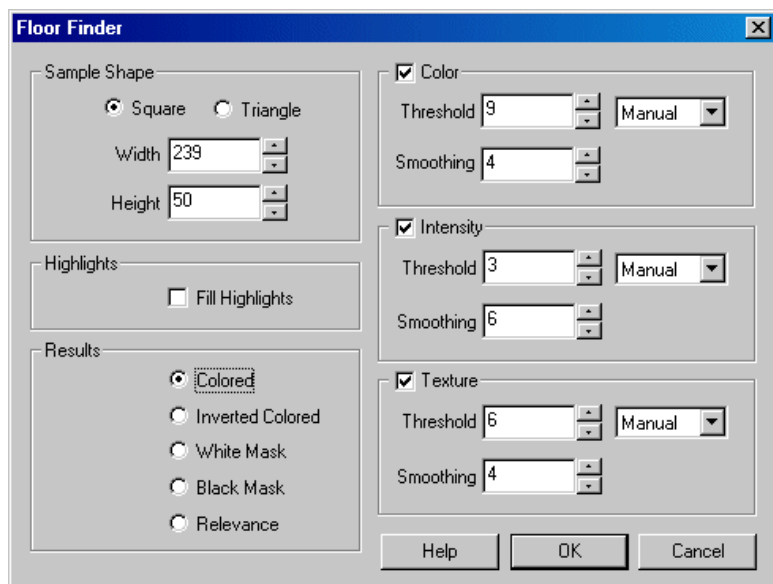 Floor Finder
Sample Shape
Square Triangle
Width 239
Height 50
Highlights
Fill Highlights
Results
Colored
Inverted Colored
White Mask
Black Mask
Relevance
Color
Threshold 9 Manual
Smoothing 4
Intensity
Threshold 3 Manual
Smoothing 6
Texture
Threshold 6 Manual
Smoothing 4
Help OK Cancel